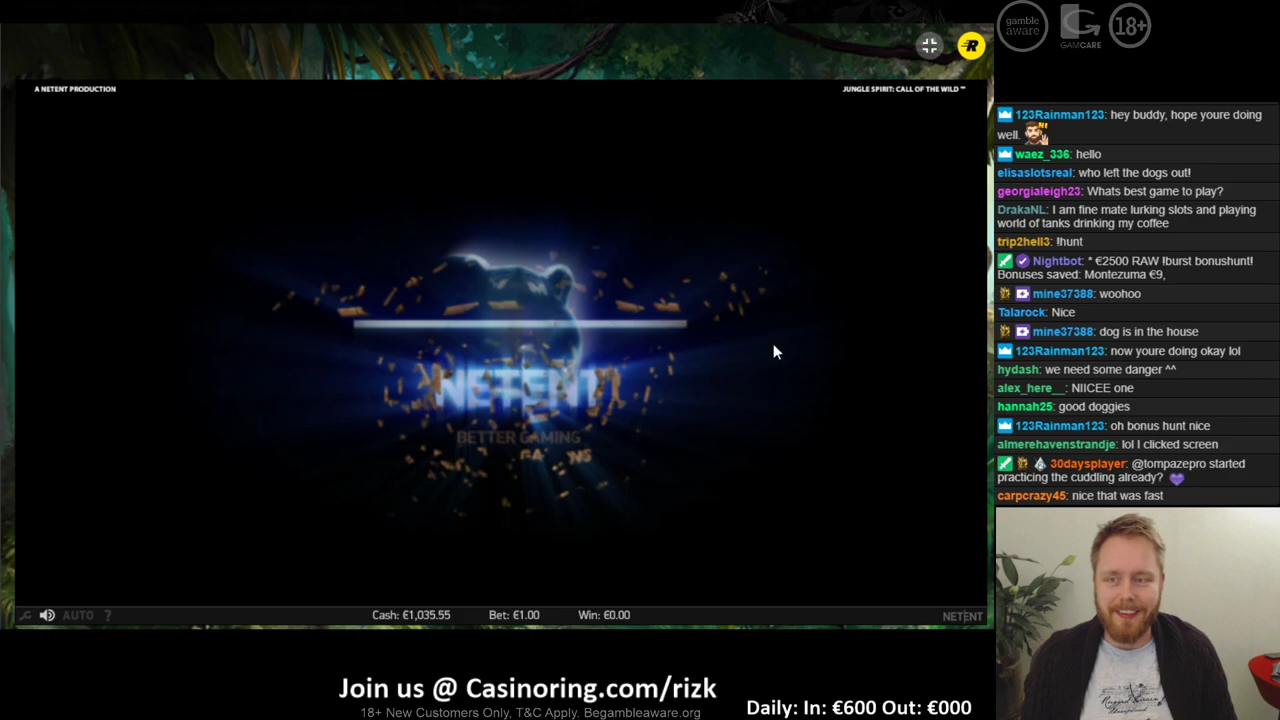 gamble
aware
GAMCARE
18+
R
A NETENT PRODUCTION
JUNGLE SPIRIT: CALL OF THE WILD™
NETENT
BETTER GAMING
AUTO ?
Cash: €1,035.55
Bet: €1.00
Win: €0.00
NETENT
123Rainman123: hey buddy, hope youre doing
well.
waez_336: hello
elisaslotsreal: who left the dogs out!
georgialeigh23: Whats best game to play?
DrakaNL: I am fine mate lurking slots and playing
world of tanks drinking my coffee
trip2hell3: !hunt
Nightbot: * €2500 RAW !burst bonushunt!
Bonuses saved: Montezuma €9,
mine37388: woohoo
Talarock: Nice
mine37388: dog is in the house
123Rainman123: now youre doing okay lol
hydash: we need some danger ^^
alex_here__: NIICEE one
hannah25: good doggies
123Rainman123: oh bonus hunt nice
almerehavenstrandje: lol I clicked screen
30daysplayer: @tompazepro started
practicing the cuddling already?
carpcrazy45: nice that was fast
Join us @ Casinoring.com/rizk
18+ New Customers Only, T&C Apply. Begambleaware.org
Daily: In: €600 Out: €000